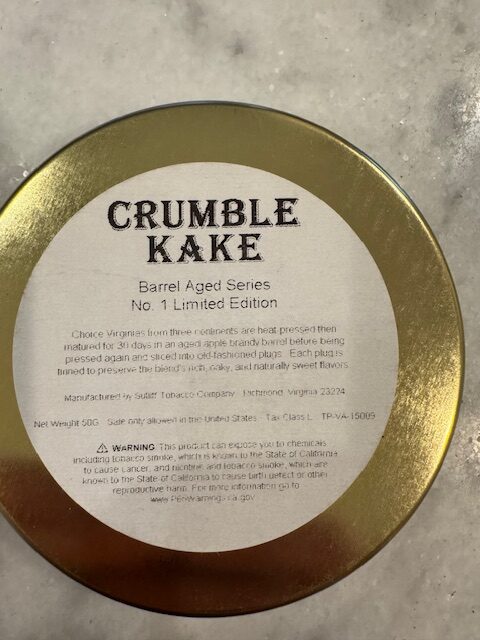 CRUMBLE
KAKE
Barrel Aged Series
No. 1 Limited Edition
Choice Virginias from three continents are heat-pressed then
matured for 30 days in an aged apple brandy barrel before being
pressed again and sliced into old-fashioned plugs. Each plug is
tinned to preserve the blend's rich, oaky, and naturally sweet flavors.
Manufactured by Sutliff Tobacco Company · Richmond, Virginia 23224
Net Weight 50G · Sale only allowed in the United States · Tax Class L · TP-VA-15009
⚠ WARNING: This product can expose you to chemicals
including tobacco smoke, which is known to the State of California
to cause cancer, and nicotine and tobacco smoke, which are
known to the State of California to cause birth defect or other
reproductive harm. For more information go to
www.P65warnings.ca.gov